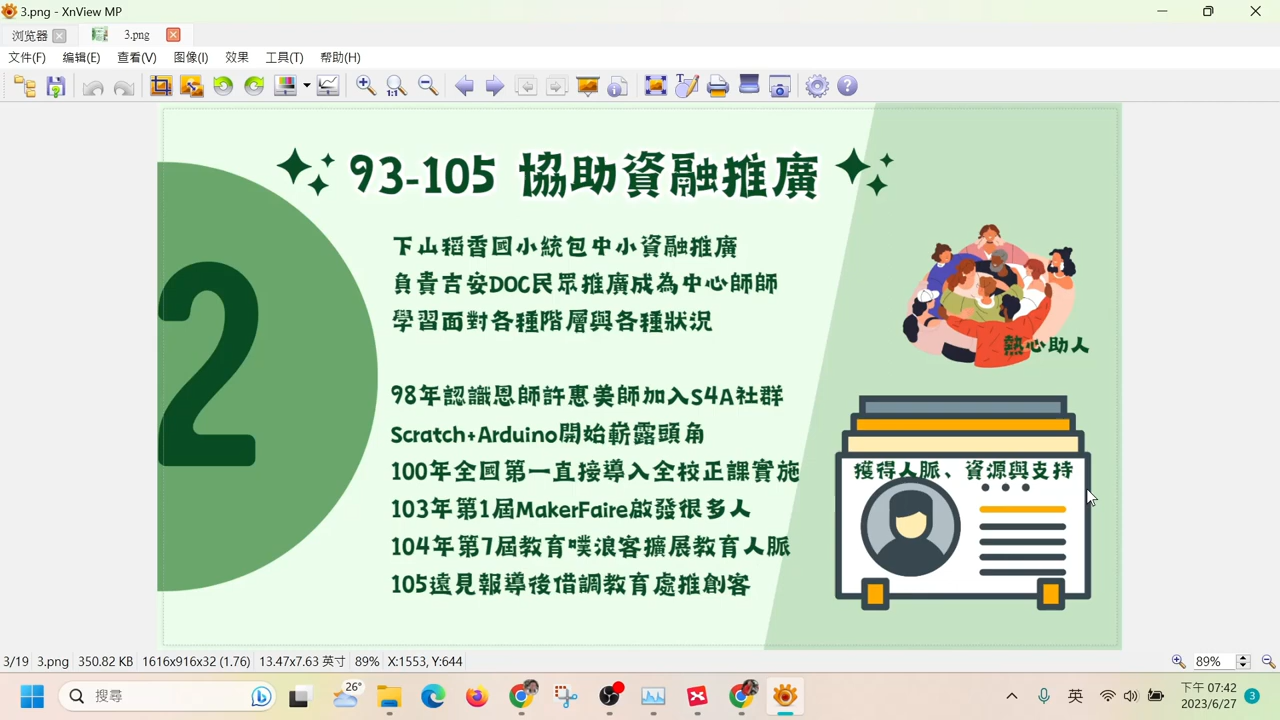 3.png - XnView MP
浏览器
3.png
文件(F) 编辑(E) 查看(V) 图像(I) 效果 工具(T) 帮助(H)
1:1
93-105 協助資融推廣
2
下山稻香國小統包中小資融推廣
負責吉安DOC民眾推廣成為中心師師
學習面對各種階層與各種狀況
熱心助人
98年認識恩師許惠美師加入S4A社群
Scratch+Arduino開始嶄露頭角
100年全國第一直接導入全校正課實施
103年第1屆MakerFaire啟發很多人
104年第7屆教育噗浪客擴展教育人脈
105遠見報導後借調教育處推創客
獲得人脈、資源與支持
3/19 3.png 350.82 KB 1616x916x32 (1.76) 13.47x7.63 英寸 89% X:1553, Y:644
89%
搜尋
26°
英
下午 07:42
2023/6/27
3